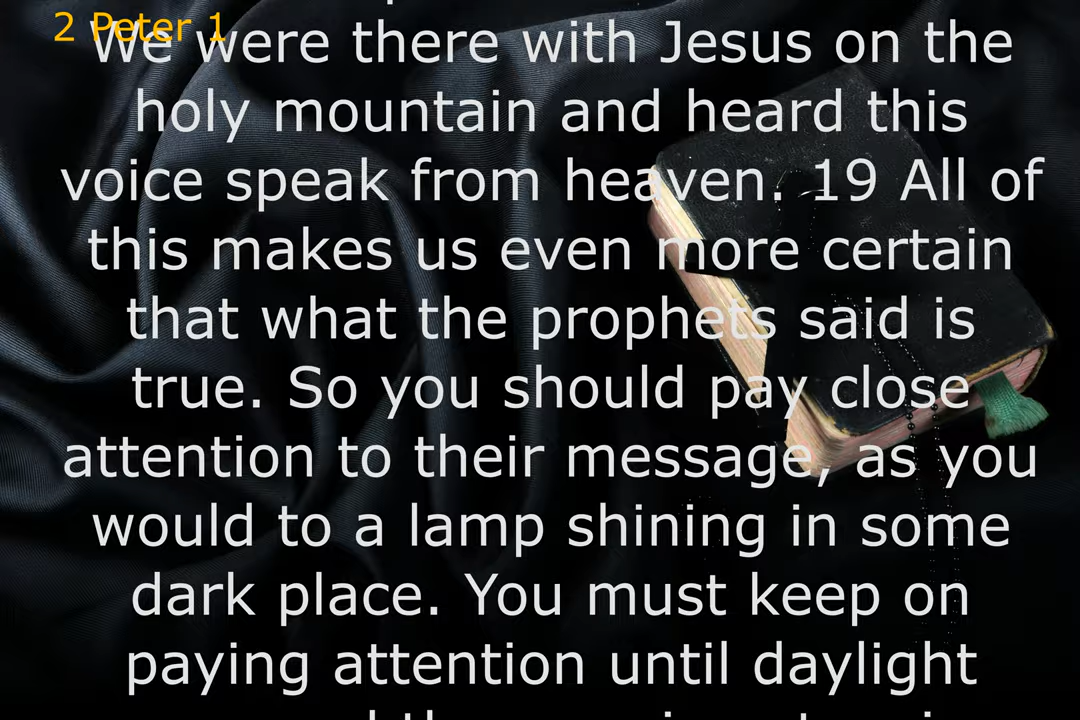 2 Peter 1
We were there with Jesus on the
holy mountain and heard this
voice speak from heaven. 19 All of
this makes us even more certain
that what the prophets said is
true. So you should pay close
attention to their message, as you
would to a lamp shining in some
dark place. You must keep on
paying attention until daylight